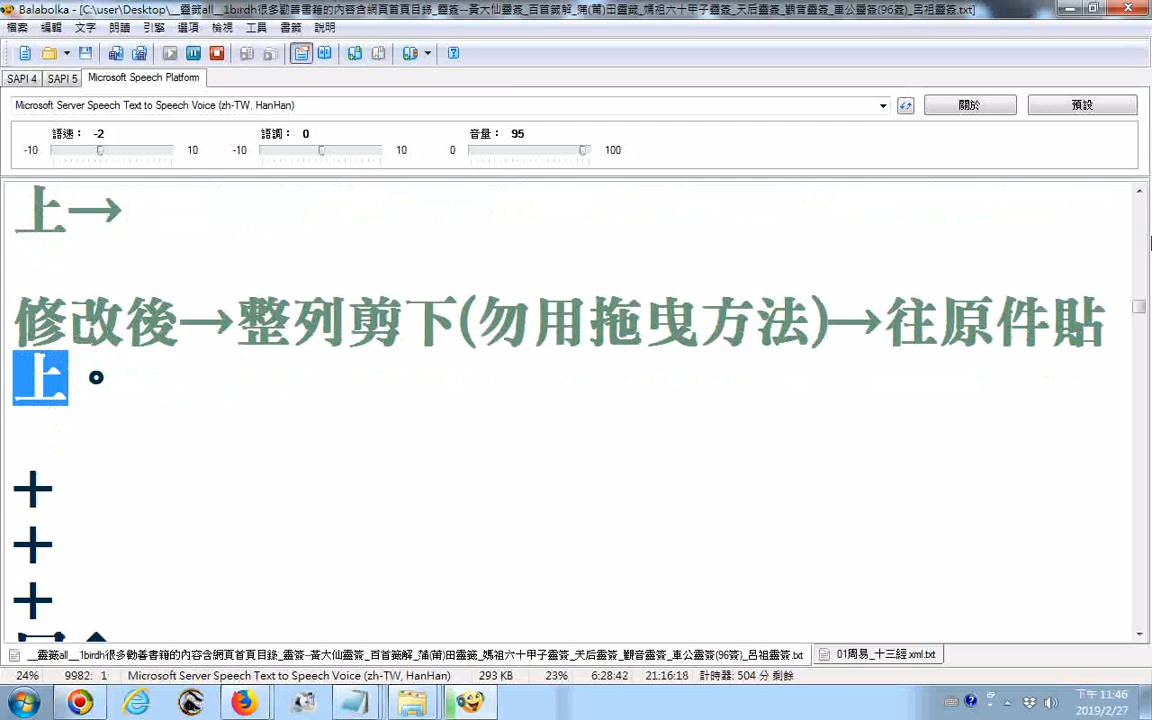 Balabolka - [C:\user\Desktop\__靈籤all__1birdh很多勸善書籍的內容含網頁首頁目錄_靈簽─黃大仙靈簽_百首籤解_蒲(莆)田靈籤_媽祖六十甲子靈簽_天后靈簽_觀音靈簽_車公靈簽(96簽)_呂祖靈簽.txt]
檔案 編輯 文字 朗讀 引擎 選項 檢視 工具 書籤 說明
SAPI 4 SAPI 5 Microsoft Speech Platform
Microsoft Server Speech Text to Speech Voice (zh-TW, HanHan) 關於 預設
語速： -2 語調： 0 音量： 95
-10 10 -10 10 0 100
上→
修改後→整列剪下(勿用拖曳方法)→往原件貼
上。
＋
＋
＋
__靈籤all__1birdh很多勸善書籍的內容含網頁首頁目錄_靈簽─黃大仙靈簽_百首籤解_蒲(莆)田靈籤_媽祖六十甲子靈簽_天后靈簽_觀音靈簽_車公靈簽(96簽)_呂祖靈簽.txt 01周易_十三經xml.txt
24% 9982: 1 Microsoft Server Speech Text to Speech Voice (zh-TW, HanHan) 293 KB 23% 6:28:42 21:16:18 計時器: 504 分 剩餘
下午 11:46
2019/2/27